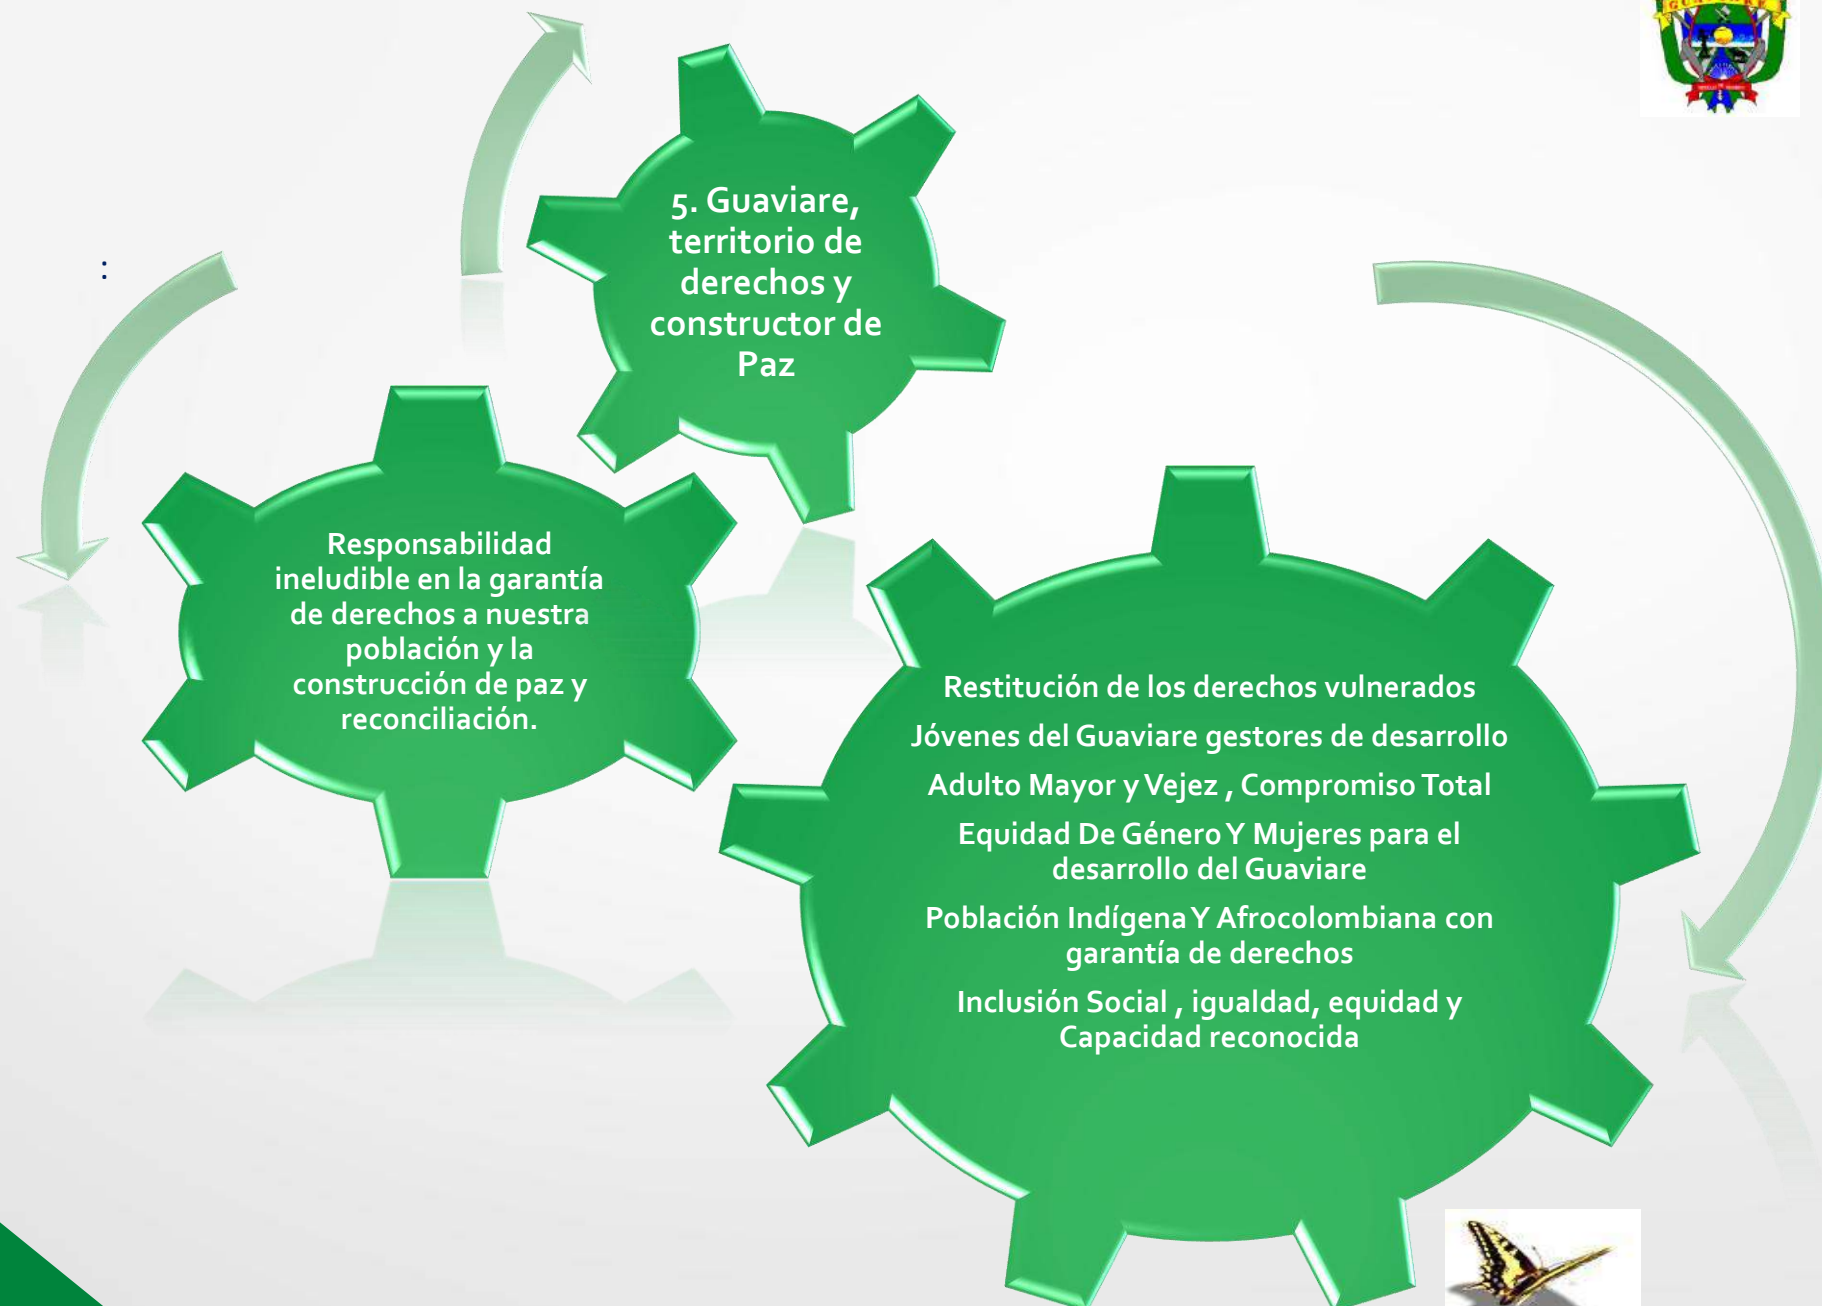 GUAVIARE
5. Guaviare,
territorio de
derechos y
constructor de
Paz
:
Responsabilidad
ineludible en la garantía
de derechos a nuestra
población y la
construcción de paz y
reconciliación.
Restitución de los derechos vulnerados
Jóvenes del Guaviare gestores de desarrollo
Adulto Mayor y Vejez , Compromiso Total
Equidad De Género Y Mujeres para el
desarrollo del Guaviare
Población Indígena Y Afrocolombiana con
garantía de derechos
Inclusión Social , igualdad, equidad y
Capacidad reconocida